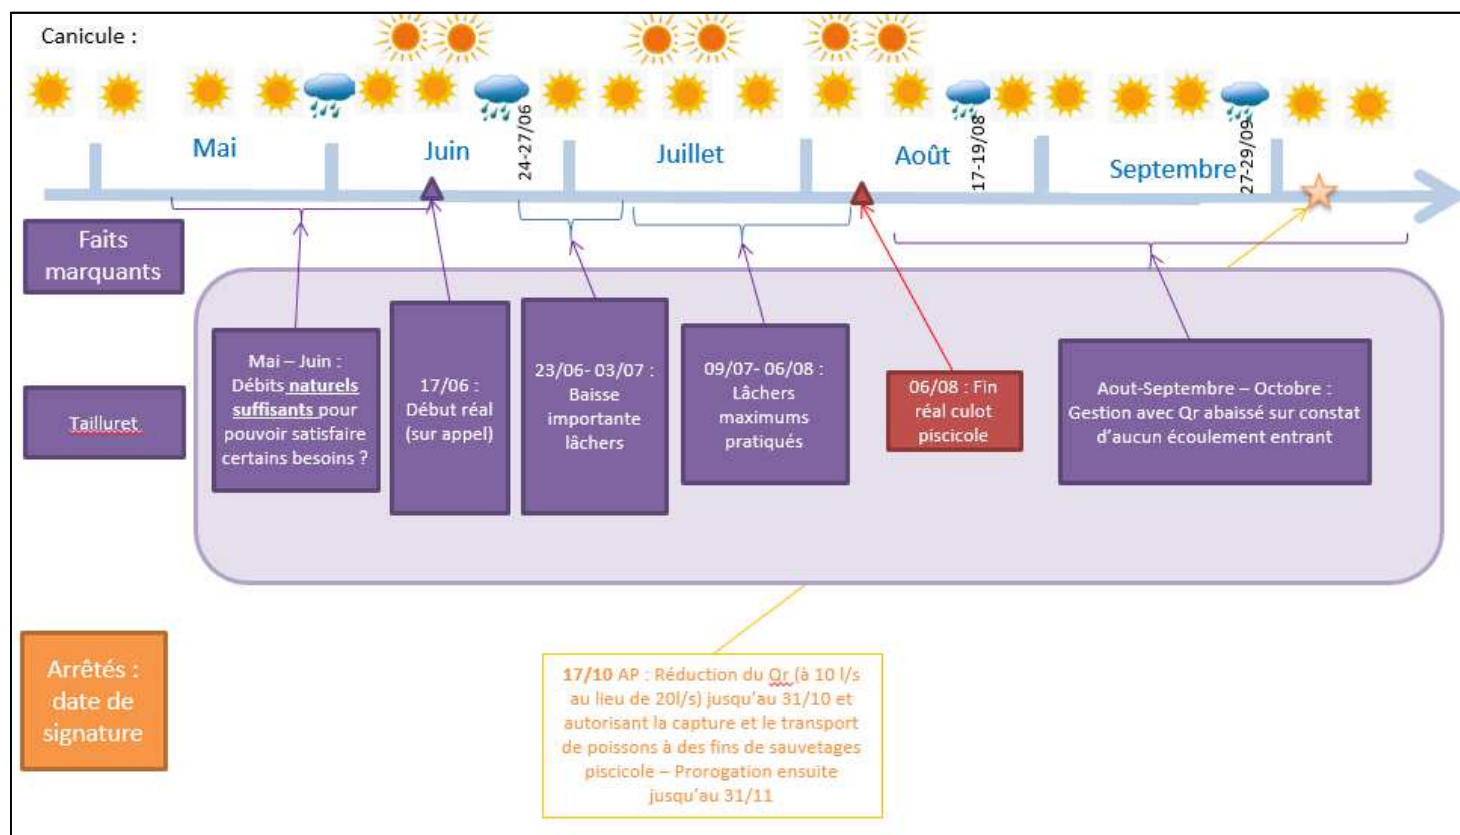 Canicule :
24-27/06
17-19/08
27-29/09
Mai
Juin
Juillet
Août
Septembre
Faits
marquants
Tailluret
Mai – Juin :
Débits naturels
suffisants pour
pouvoir satisfaire
certains besoins ?
17/06 :
Début réal
(sur appel)
23/06- 03/07 :
Baisse
importante
lâchers
09/07- 06/08 :
Lâchers
maximums
pratiqués
06/08 : Fin
réal culot
piscicole
Aout-Septembre – Octobre :
Gestion avec Qr abaissé sur constat
d’aucun écoulement entrant
Arrêtés :
date de
signature
17/10 AP : Réduction du Qr (à 10 l/s
au lieu de 20l/s) jusqu’au 31/10 et
autorisant la capture et le transport
de poissons à des fins de sauvetages
piscicole – Prorogation ensuite
jusqu’au 31/11